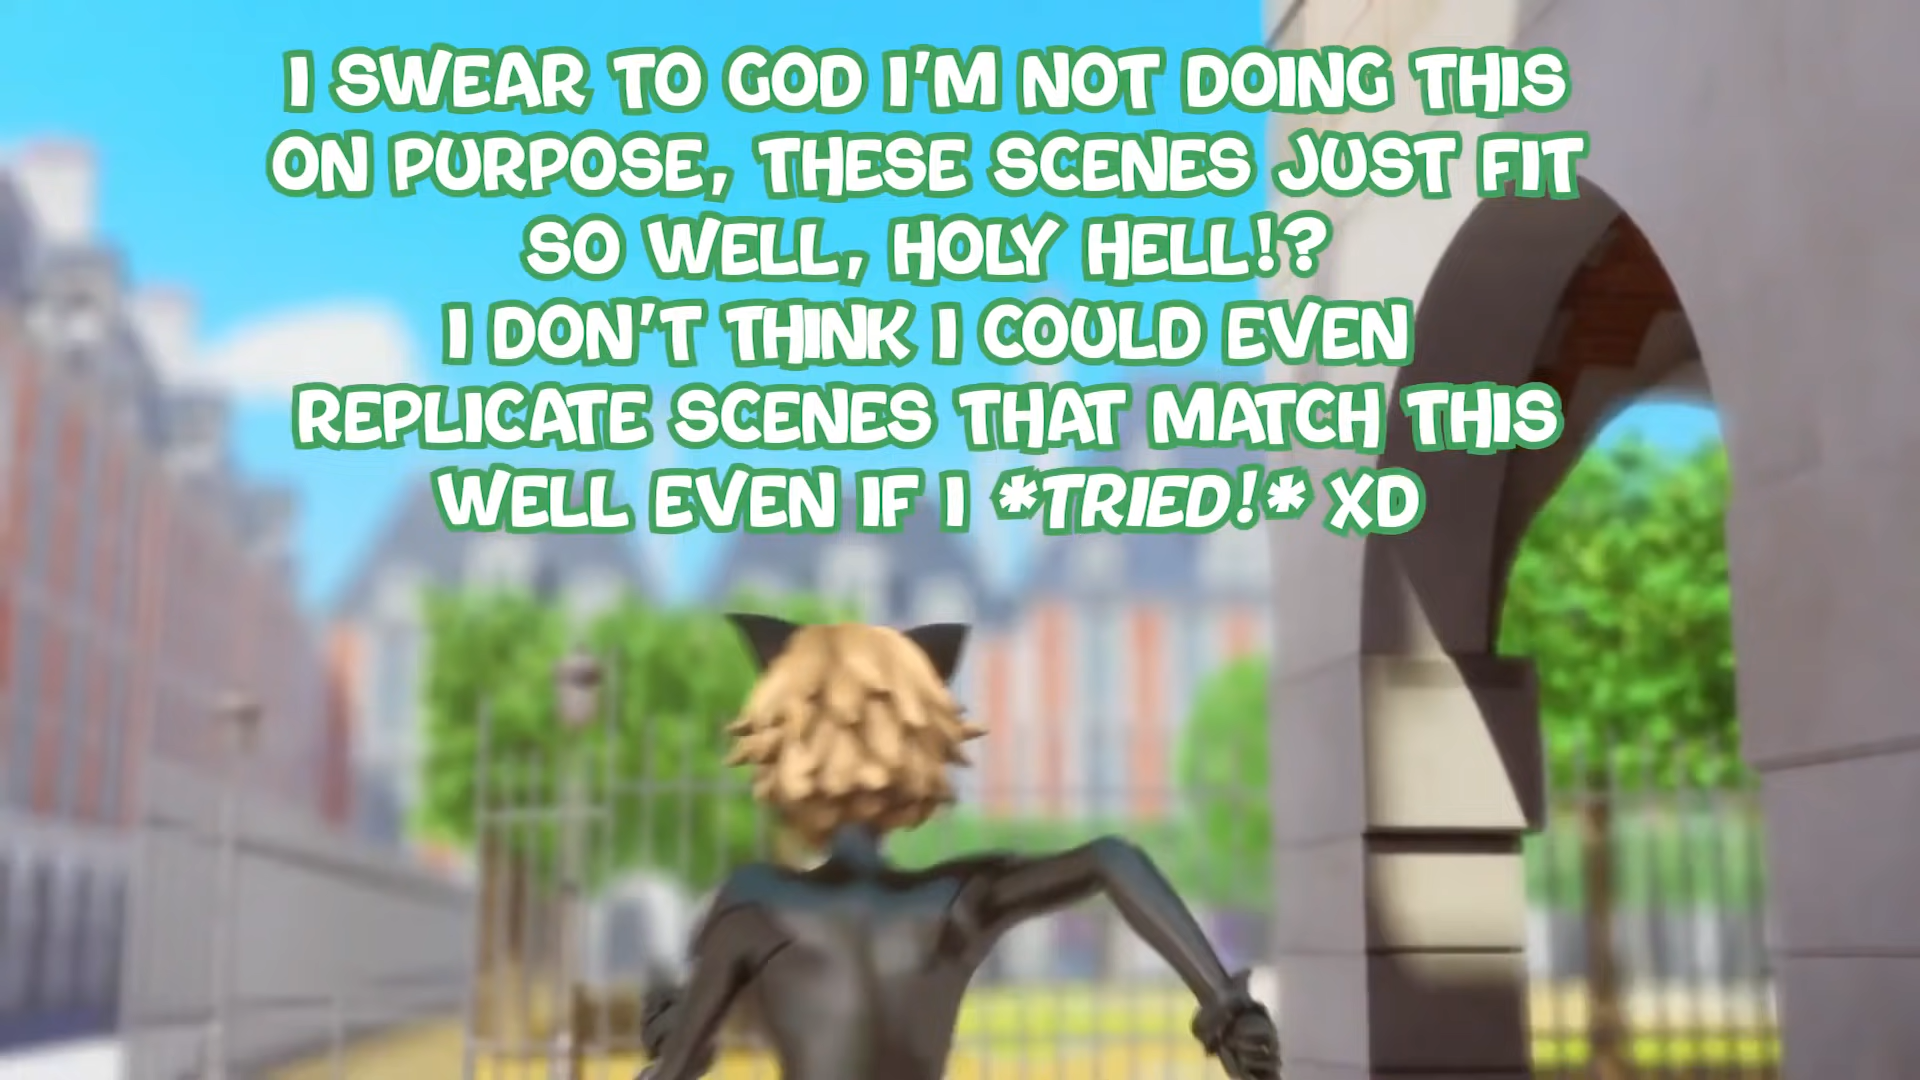 I SWEAR TO GOD I'M NOT DOING THIS
ON PURPOSE, THESE SCENES JUST FIT
SO WELL, HOLY HELL!?
I DON'T THINK I COULD EVEN
REPLICATE SCENES THAT MATCH THIS
WELL EVEN IF I *TRIED!* XD